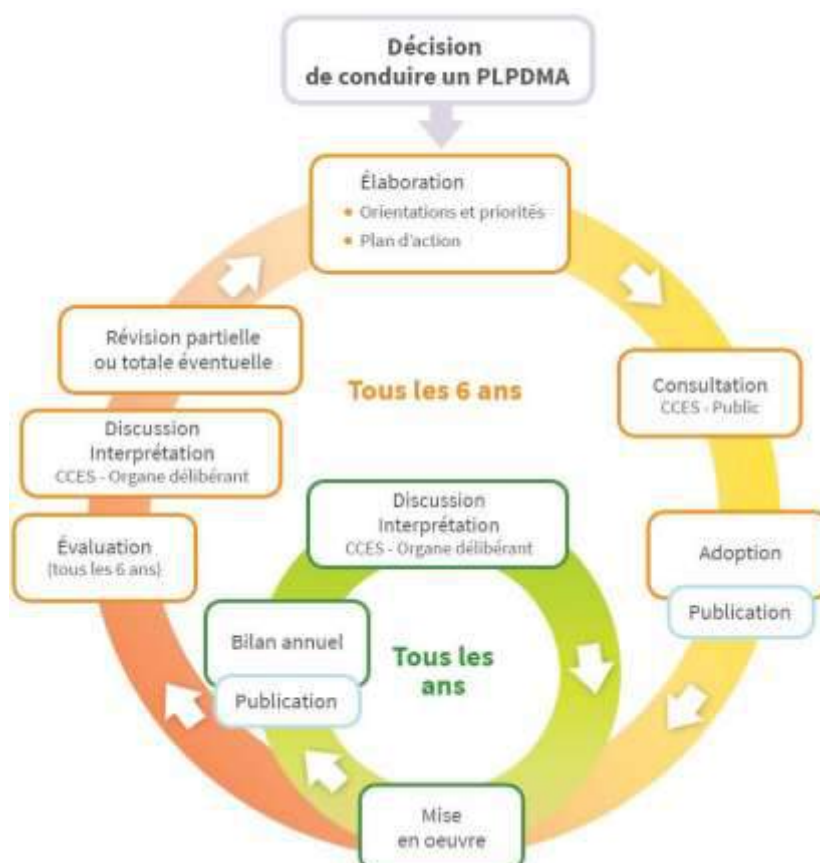 Décision
de conduire un PLPDMA
Élaboration
• Orientations et priorités
• Plan d'action
Révision partielle
ou totale éventuelle
Tous les 6 ans
Consultation
CCES - Public
Discussion
Interprétation
CCES - Organe délibérant
Discussion
Interprétation
CCES - Organe délibérant
Évaluation
(tous les 6 ans)
Adoption
Publication
Bilan annuel
Publication
Tous les
ans
Mise
en oeuvre